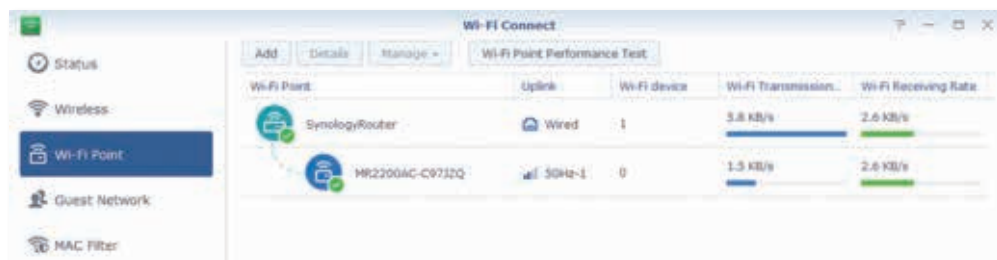 Wi-Fi Connect
Status
Wireless
Wi-Fi Point
Guest Network
MAC Filter
Add Details Manage Wi-Fi Point Performance Test
Wi-Fi Point Uplink Wi-Fi device Wi-Fi Transmission... Wi-Fi Receiving Rate
SynologyRouter Wired 1 3.8 KB/s 2.6 KB/s
MR2200AC-C97JZQ 5GHz-1 0 1.5 KB/s 2.6 KB/s